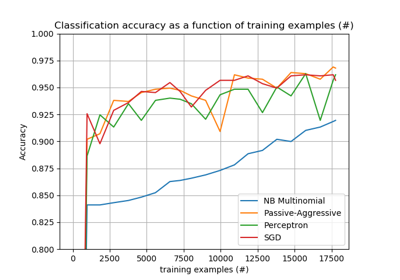 Classification accuracy as a function of training examples (#)
1.000
0.975
0.950
0.925
0.900
0.875
0.850
0.825
0.800
Accuracy
NB Multinomial
Passive-Aggressive
Perceptron
SGD
0 2500 5000 7500 10000 12500 15000 17500
training examples (#)